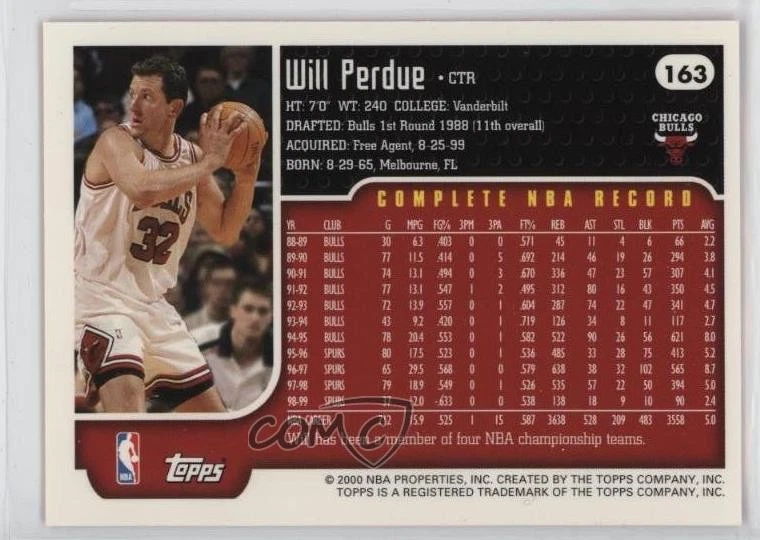 Will Perdue • CTR
163
HT: 7'0" WT: 240 COLLEGE: Vanderbilt
DRAFTED: Bulls 1st Round 1988 (11th overall)
ACQUIRED: Free Agent, 8-25-99
BORN: 8-29-65, Melbourne, FL
CHICAGO
BULLS
COMPLETE NBA RECORD
YR CLUB G MPG FG% 3PM 3PA FT% REB AST STL BLK PTS AVG
88-89 BULLS 30 6.3 .403 0 0 .571 45 11 4 6 66 2.2
89-90 BULLS 77 11.5 .414 0 5 .692 214 46 19 26 294 3.8
90-91 BULLS 74 13.1 .494 0 3 .670 336 47 23 57 307 4.1
91-92 BULLS 77 13.1 .547 1 2 .495 312 80 16 43 350 4.5
92-93 BULLS 72 13.9 .557 0 1 .604 287 74 22 47 341 4.7
93-94 BULLS 43 9.2 .420 0 1 .719 126 34 8 11 117 2.7
94-95 BULLS 78 20.4 .553 0 1 .582 522 90 26 56 621 8.0
95-96 SPURS 80 17.5 .523 0 1 .536 485 33 28 75 413 5.2
96-97 SPURS 65 29.5 .568 0 0 .579 638 38 32 102 565 8.7
97-98 SPURS 79 18.9 .549 0 1 .526 535 57 22 50 394 5.0
98-99 SPURS 37 12.0 .633 0 0 .538 138 18 9 10 90 2.4
NBA CAREER 712 15.9 .525 1 15 .587 3638 528 209 483 3558 5.0
Will has been a member of four NBA championship teams.
BULLS
32
COMC
NBA
Topps
© 2000 NBA PROPERTIES, INC. CREATED BY THE TOPPS COMPANY, INC.
TOPPS IS A REGISTERED TRADEMARK OF THE TOPPS COMPANY, INC.